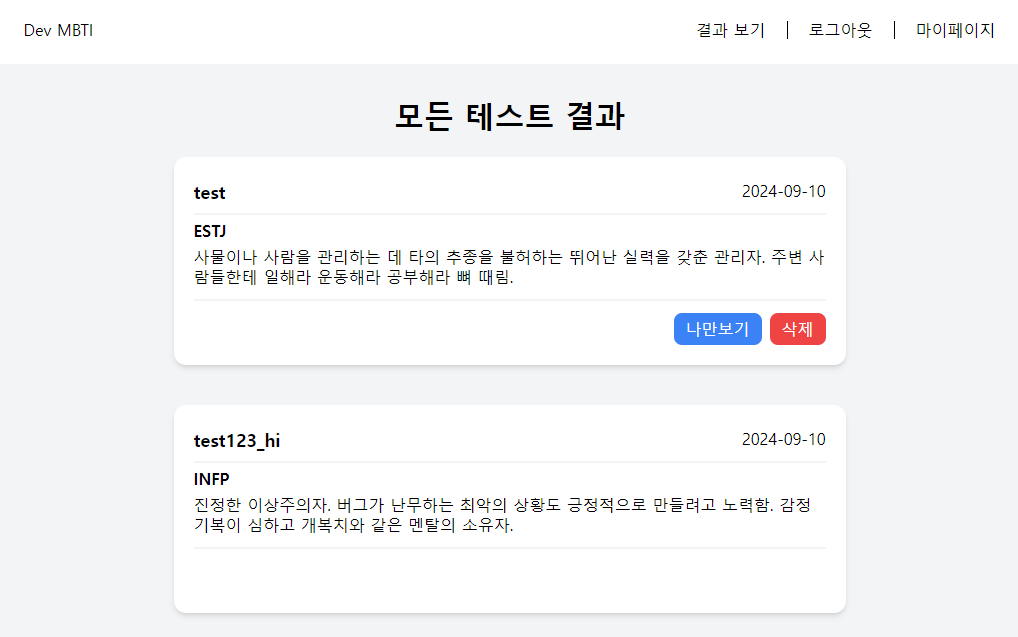 Dev MBTI
결과 보기
로그아웃
마이페이지
모든 테스트 결과
test
2024-09-10
ESTJ
사물이나 사람을 관리하는 데 타의 추종을 불허하는 뛰어난 실력을 갖춘 관리자. 주변 사
람들한테 일해라 운동해라 공부해라 뼈 때림.
나만보기
삭제
test123_hi
2024-09-10
INFP
진정한 이상주의자. 버그가 난무하는 최악의 상황도 긍정적으로 만들려고 노력함. 감정
기복이 심하고 개복치와 같은 멘탈의 소유자.